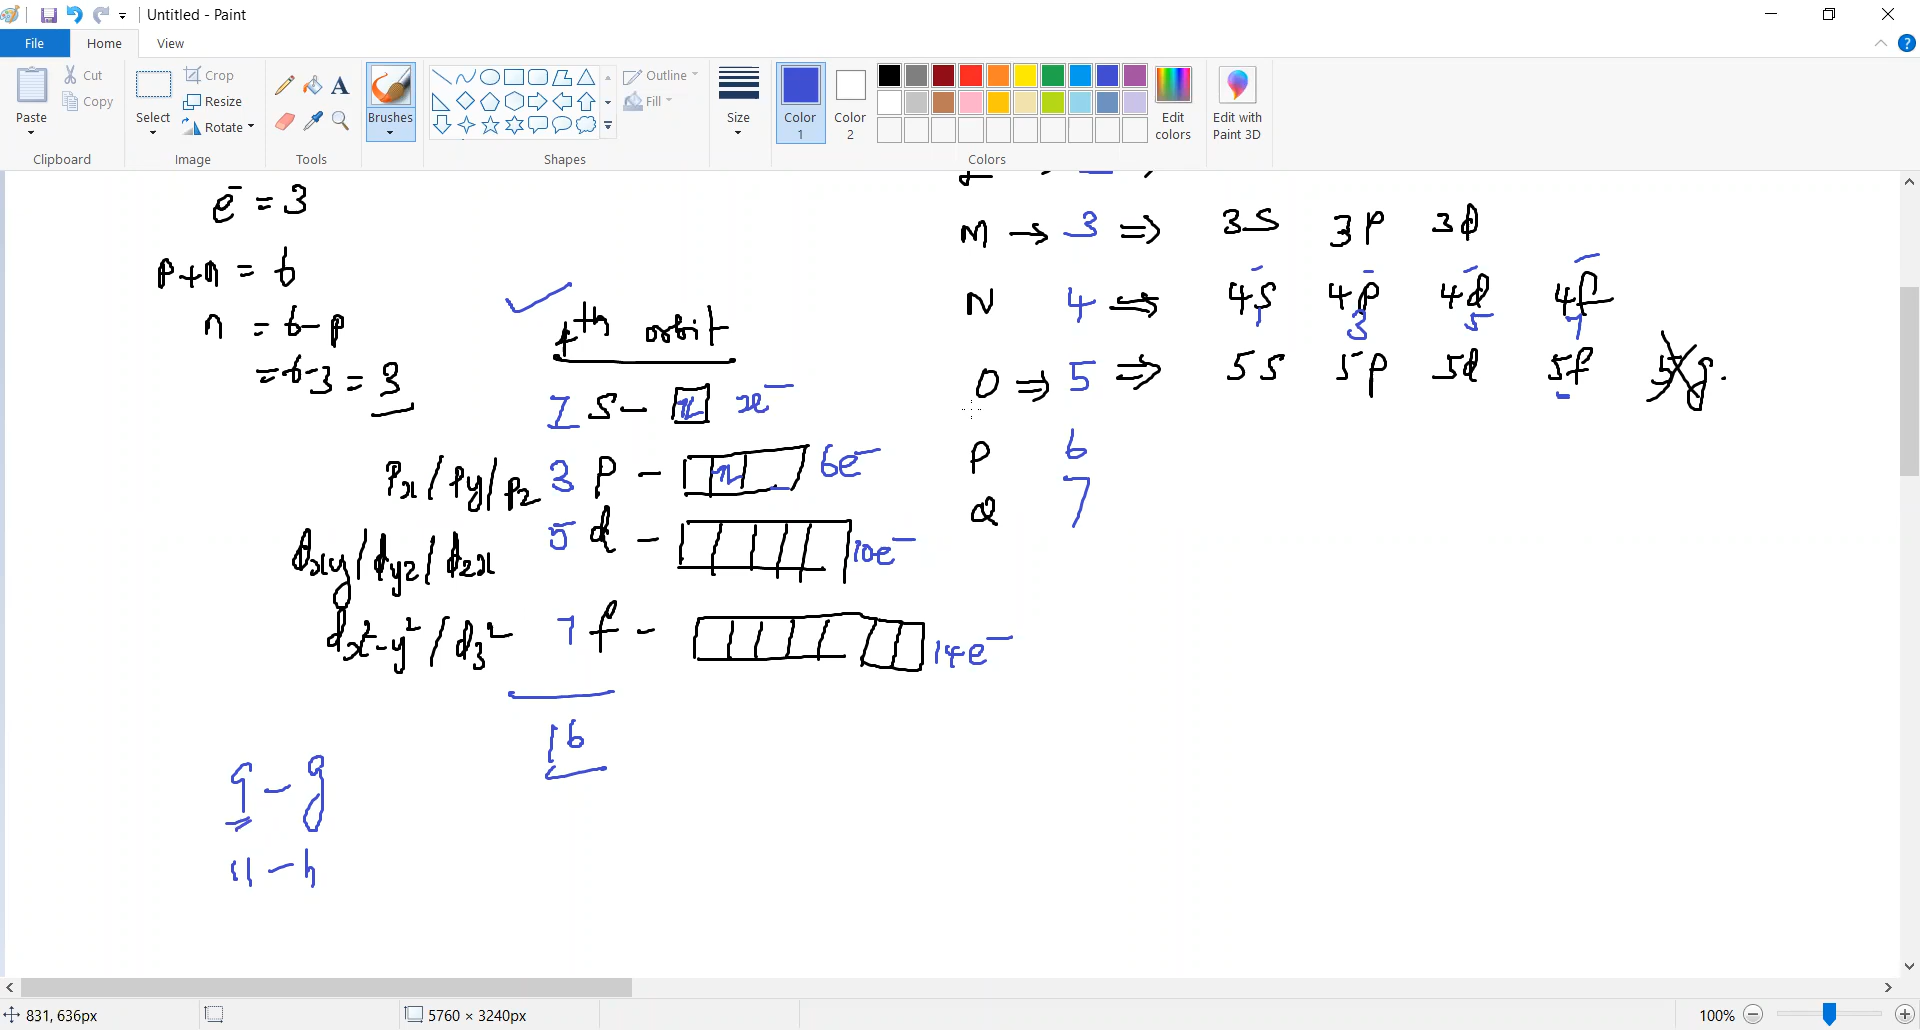 Untitled - Paint
File Home View
Paste
Cut
Copy
Clipboard
Select
Crop
Resize
Rotate
Image
Tools
A
Brushes
Shapes
Outline
Fill
Size
Color 1
Color 2
Colors
Edit colors
Edit with Paint 3D
e⁻ = 3
p+n = 6
n = 6-p
= 6-3 = 3
4th orbit
1 s -
3 p - 6e⁻
px / py / pz
5 d - 10e⁻
dxy / dyz / dzx
7 f - 14e⁻
dx²-y² / dz²
16
9 - g
11 - h
M → 3 ⇒ 3s 3p 3d
N 4 ⇒ 4s 4p 4d 4f
1 3 5 7
O ⇒ 5 ⇒ 5s 5p 5d 5f 5g.
P 6
Q 7
831, 636px
5760 × 3240px
100%